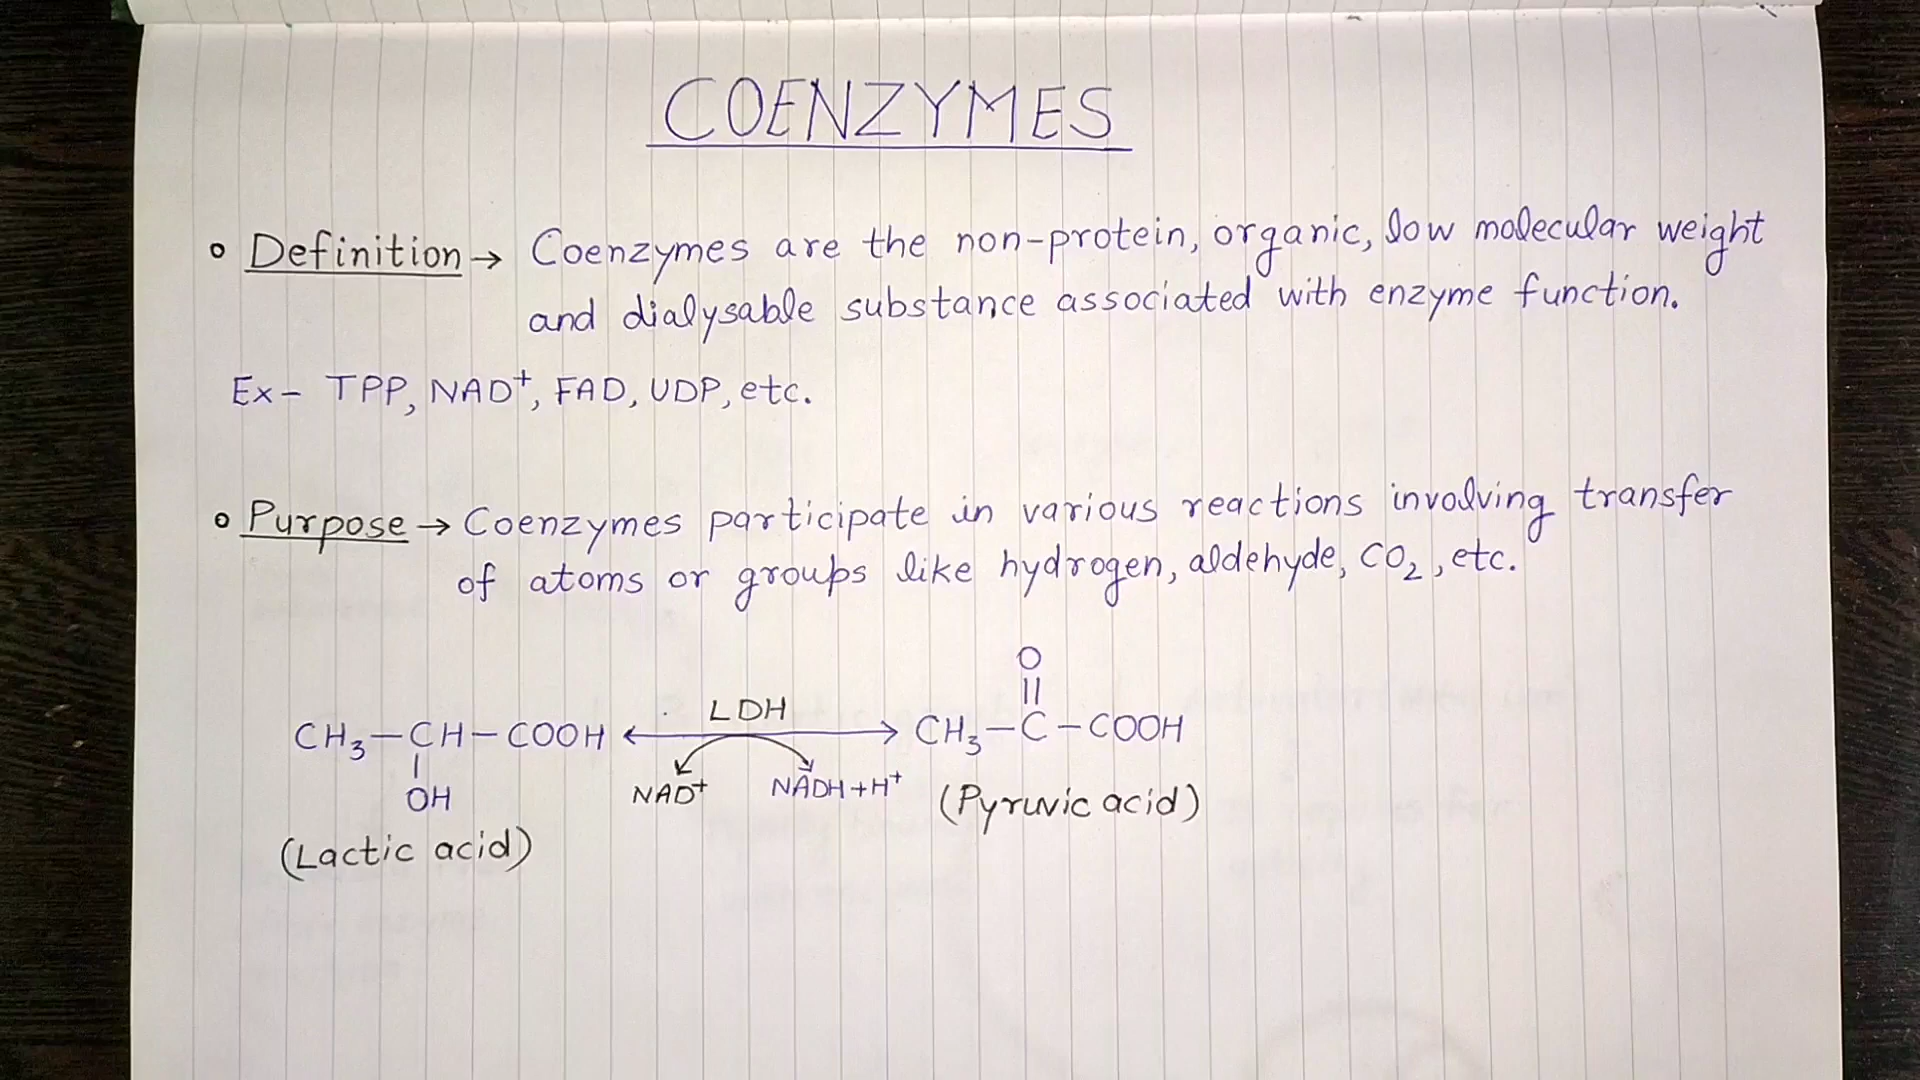 COENZYMES
o Definition → Coenzymes are the non-protein, organic, low molecular weight
and dialysable substance associated with enzyme function.
Ex- TPP, NAD⁺, FAD, UDP, etc.
o Purpose → Coenzymes participate in various reactions involving transfer
of atoms or groups like hydrogen, aldehyde, CO₂, etc.
O
||
LDH
CH₃—CH—COOH ⟷ CH₃—C—COOH
|
OH
NAD⁺ NADH+H⁺
(Pyruvic acid)
(Lactic acid)